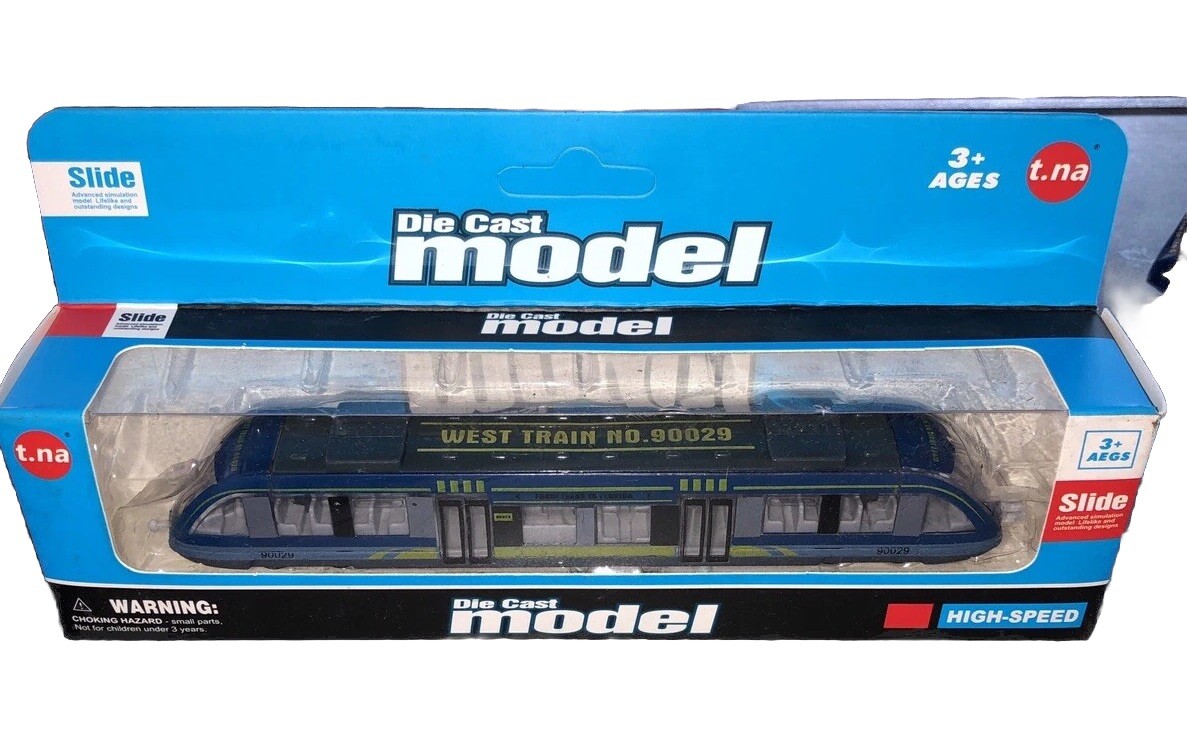 Slide
Advanced simulation
model Lifelike and
outstanding designs
3+
AGES
t.na
Die Cast
model
Slide
Die Cast
model
t.na
WEST TRAIN NO.90029
3+
AEGS
Slide
Advanced simulation
model Lifelike and
outstanding designs
90029
90029
WARNING:
CHOKING HAZARD - small parts,
Not for children under 3 years.
Die Cast
model
HIGH-SPEED